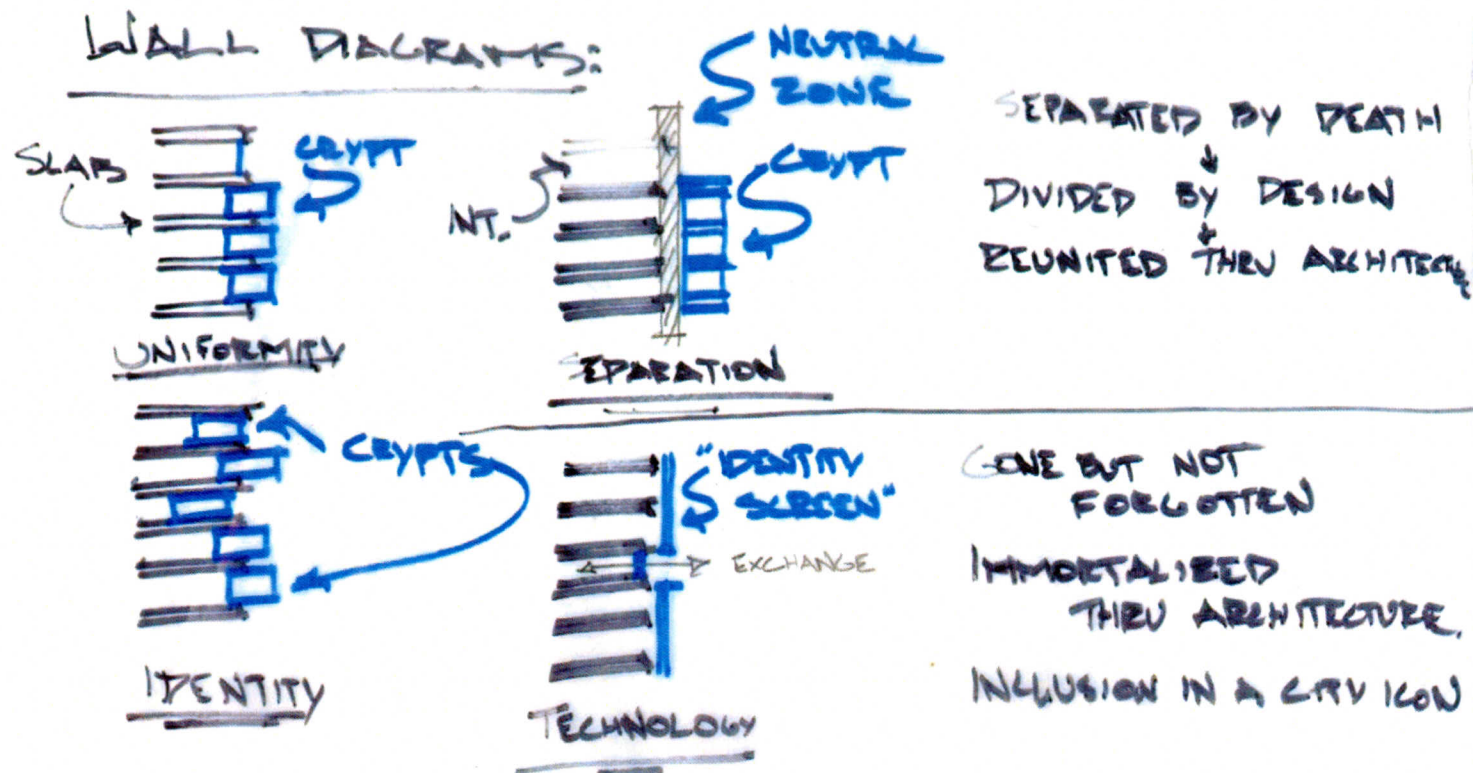 WALL DIAGRAMS:
SLAB
CRYPT
UNIFORMITY
NEUTRAL
ZONE
CRYPT
INT.
SEPARATION
SEPARATED BY DEATH
DIVIDED BY DESIGN
REUNITED THRU ARCHITECTURE
CRYPTS
IDENTITY
"IDENTITY
SCREEN"
EXCHANGE
TECHNOLOGY
GONE BUT NOT
FORGOTTEN
IMMORTALIZED
THRU ARCHITECTURE.
INCLUSION IN A CITY ICON